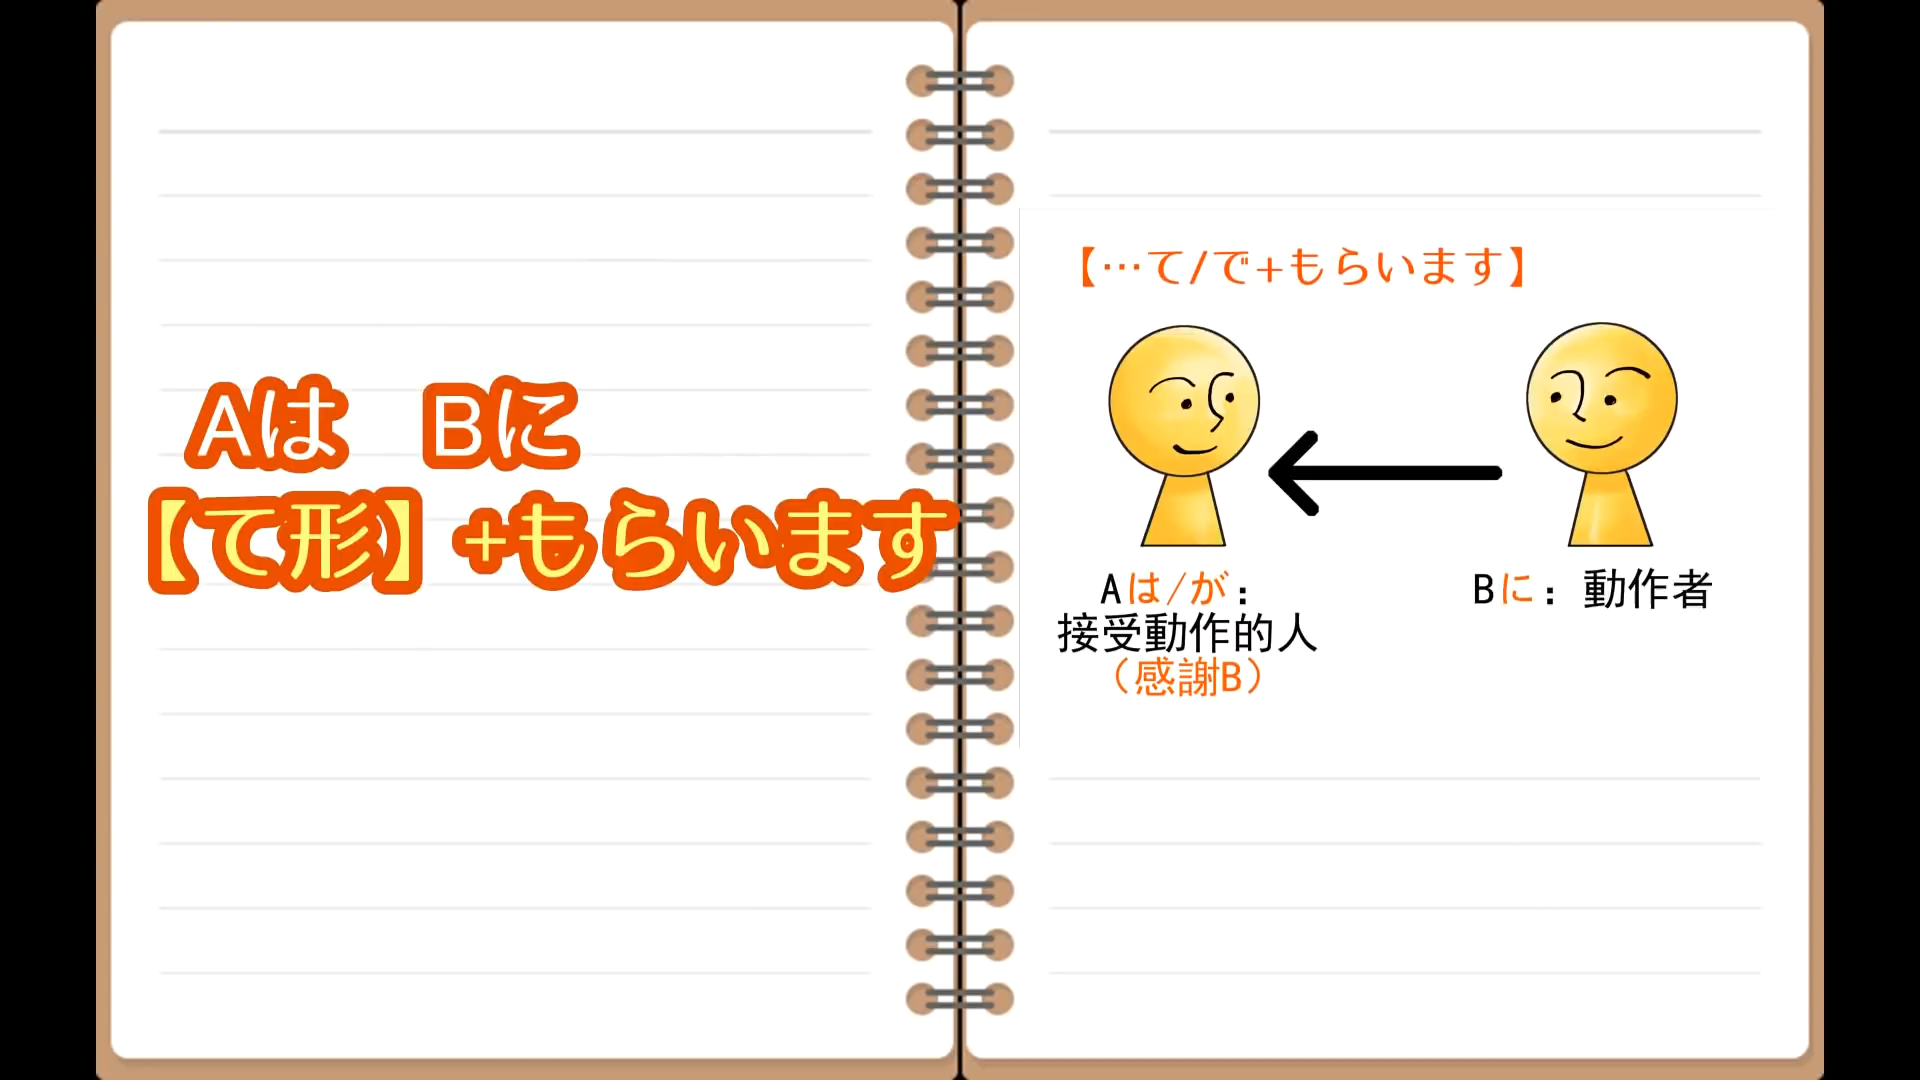 Aは　Bに
【て形】+もらいます
【…て/で+もらいます】
Aは/が：
接受動作的人
（感謝B）
Bに：動作者